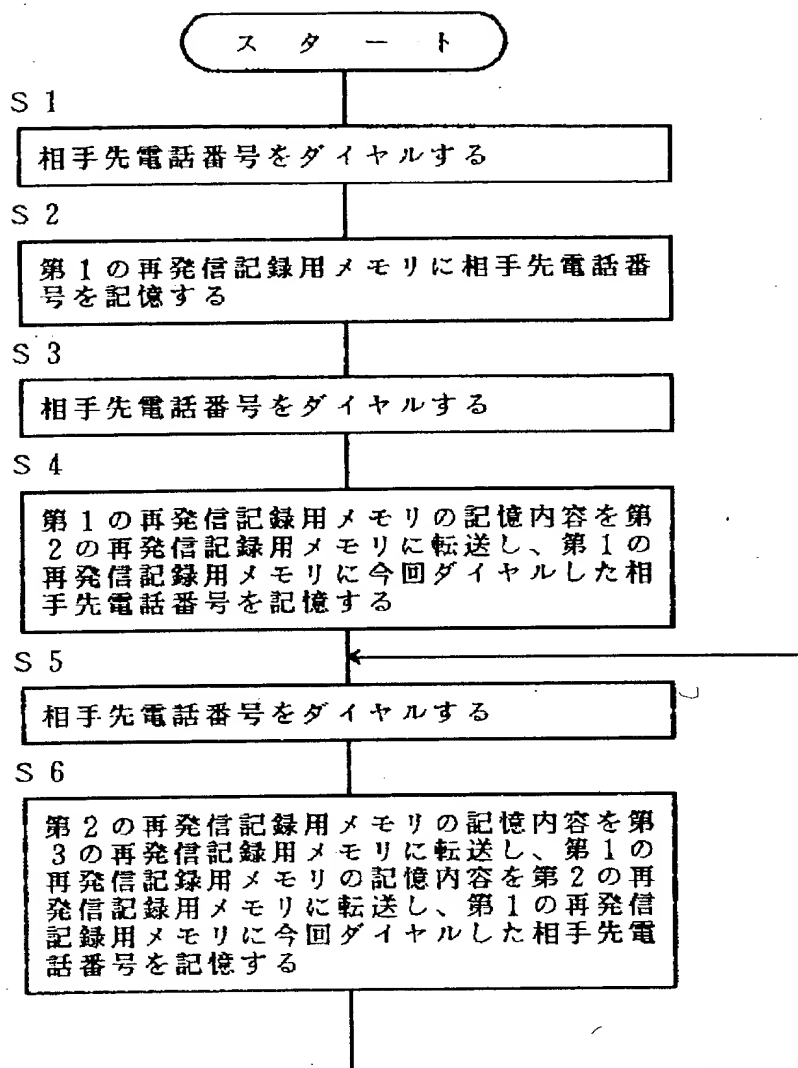 スタート
S1
相手先電話番号をダイヤルする
S2
第1の再発信記録用メモリに相手先電話番
号を記憶する
S3
相手先電話番号をダイヤルする
S4
第1の再発信記録用メモリの記憶内容を第
2の再発信記録用メモリに転送し、第1の
再発信記録用メモリに今回ダイヤルした相
手先電話番号を記憶する
S5
相手先電話番号をダイヤルする
S6
第2の再発信記録用メモリの記憶内容を第
3の再発信記録用メモリに転送し、第1の
再発信記録用メモリの記憶内容を第2の再
発信記録用メモリに転送し、第1の再発信
記録用メモリに今回ダイヤルした相手先電
話番号を記憶する